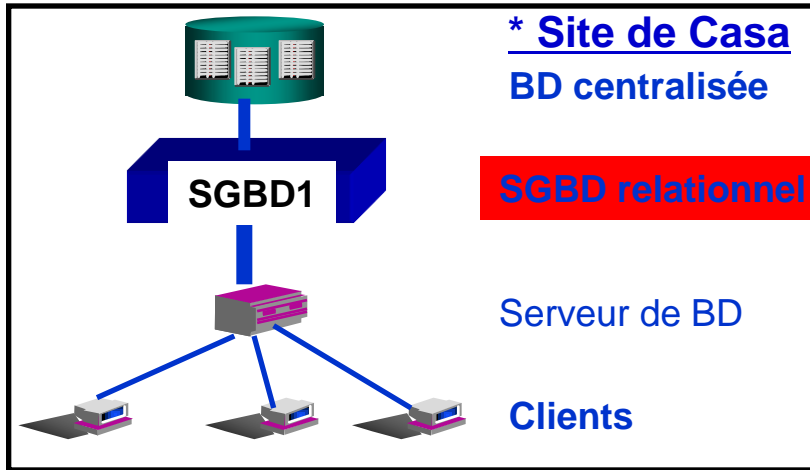 * Site de Casa
BD centralisée
SGBD1
SGBD relationnel
Serveur de BD
Clients